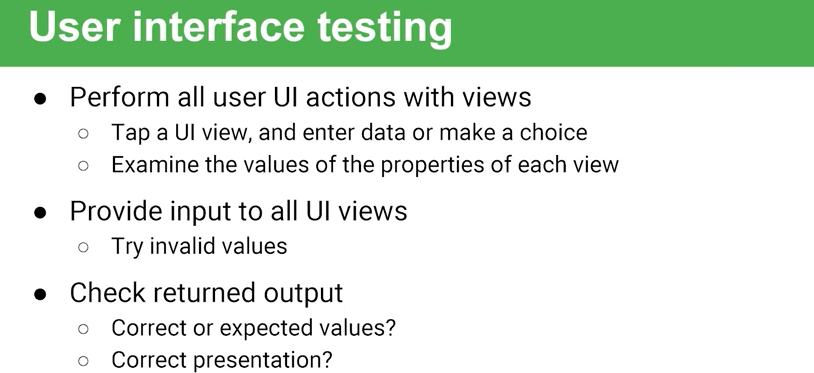 User interface testing
● Perform all user UI actions with views
○ Tap a UI view, and enter data or make a choice
○ Examine the values of the properties of each view
● Provide input to all UI views
○ Try invalid values
● Check returned output
○ Correct or expected values?
○ Correct presentation?